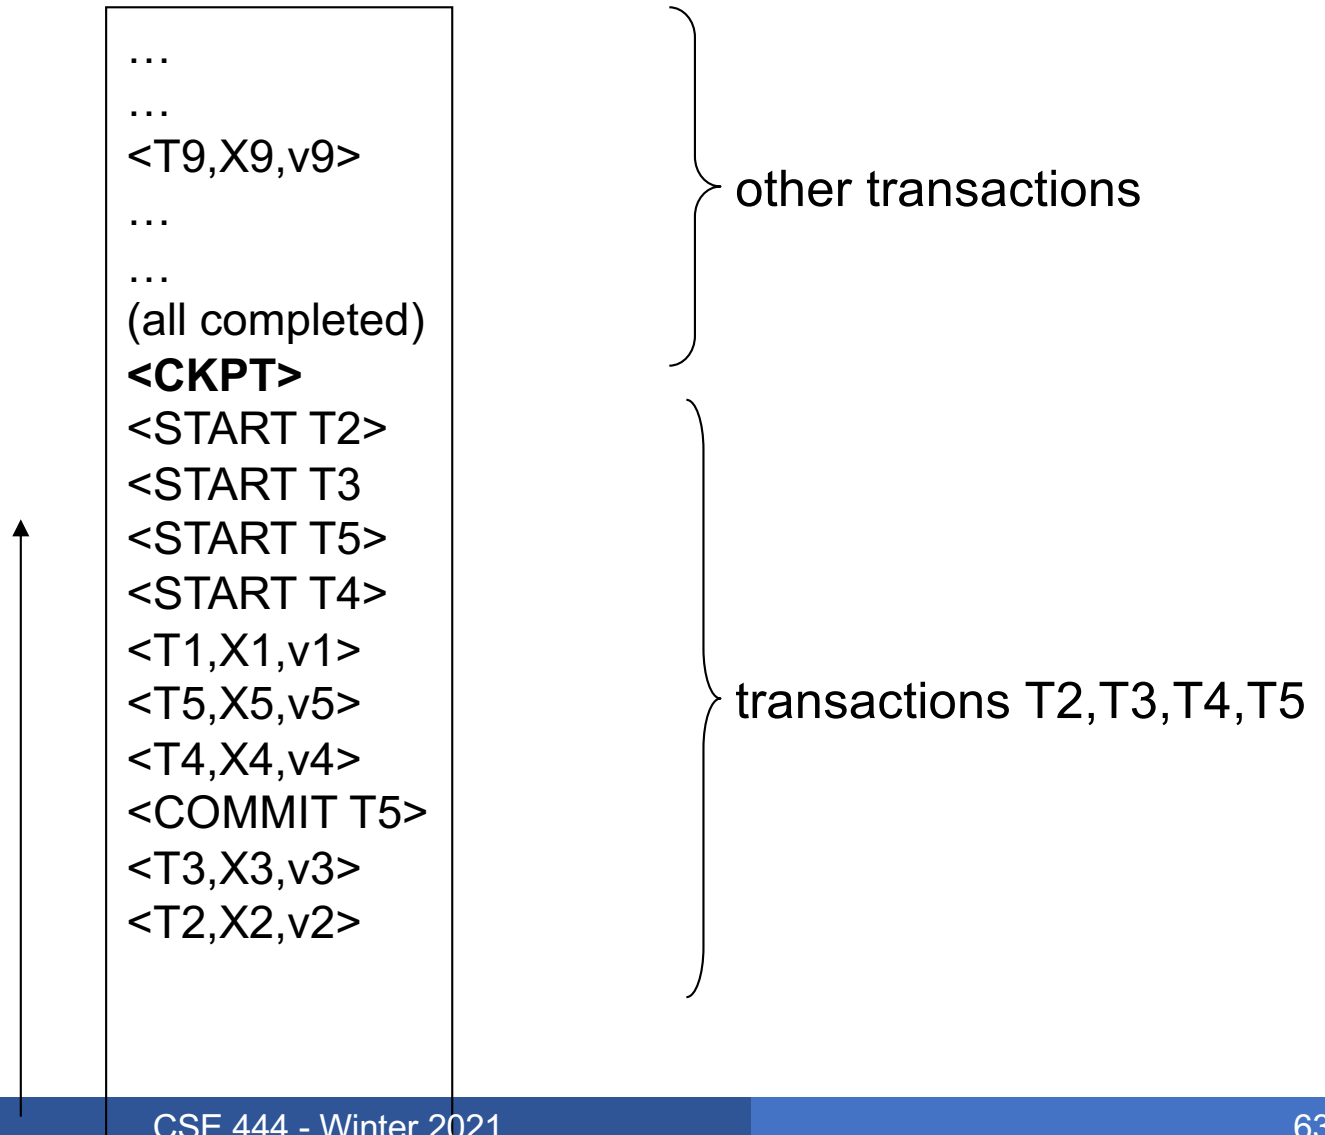 …
…
<T9,X9,v9>
…
…
(all completed)
<CKPT>
<START T2>
<START T3
<START T5>
<START T4>
<T1,X1,v1>
<T5,X5,v5>
<T4,X4,v4>
<COMMIT T5>
<T3,X3,v3>
<T2,X2,v2>
other transactions
transactions T2,T3,T4,T5
CSE 444 - Winter 2021
63